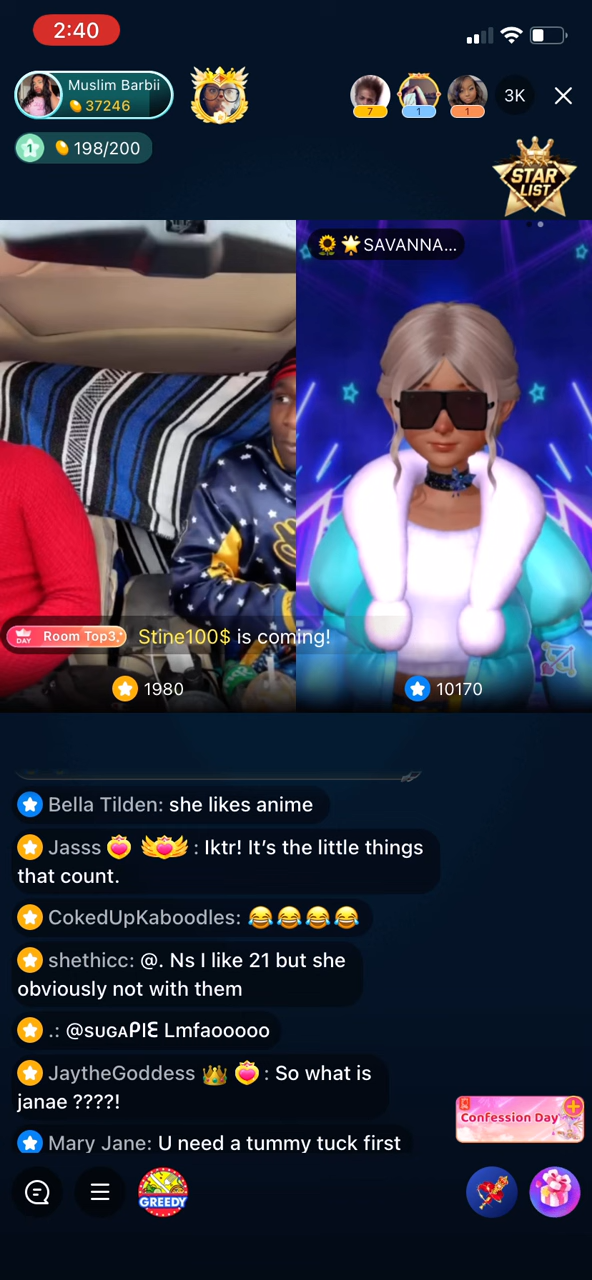 2:40
Muslim Barbii
37246
7
1
1
3K
1
198/200
STAR
LIST
SAVANNA...
DAY
Room Top3
Stine100$ is coming!
1980
10170
Bella Tilden: she likes anime
Jasss : Iktr! It's the little things
that count.
CokedUpKaboodles: 😂😂😂😂
shethicc: @. Ns I like 21 but she
obviously not with them
.: @sᴜɢᴀᑭIᗴ Lmfaooooo
JaytheGoddess 👑 : So what is
janae ????!
Confession Day
Mary Jane: U need a tummy tuck first
GREEDY